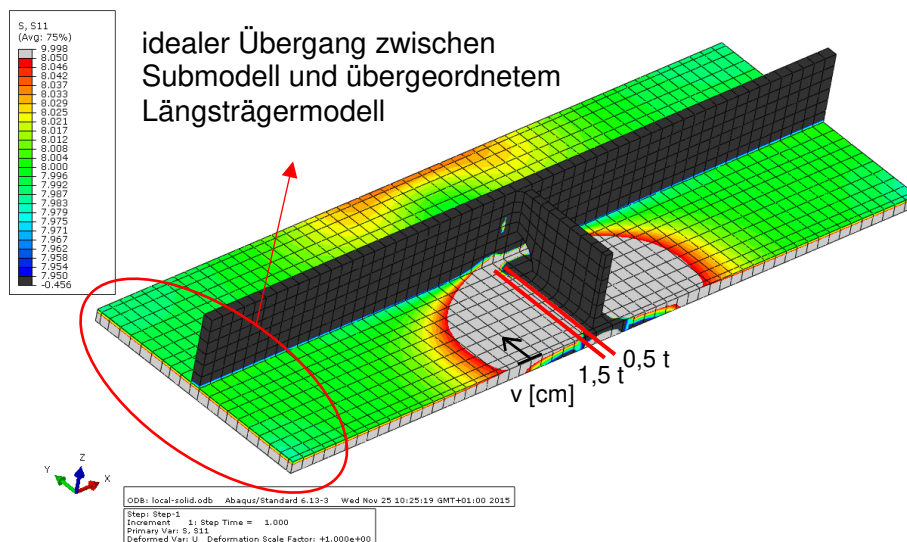 S, S11
(Avg: 75%)
9.998
8.050
8.046
8.042
8.037
8.033
8.029
8.025
8.021
8.017
8.012
8.008
8.004
8.000
7.996
7.992
7.987
7.983
7.979
7.975
7.971
7.967
7.962
7.958
7.954
7.950
-0.456
idealer Übergang zwischen
Submodell und übergeordnetem
Längsträgermodell
0,5 t
1,5 t
v [cm]
Y
Z
X
ODB: local-solid.odb Abaqus/Standard 6.13-3 Wed Nov 25 10:25:19 GMT+01:00 2015
Step: Step-1
Increment 1: Step Time = 1.000
Primary Var: S, S11
Deformed Var: U Deformation Scale Factor: +1.000e+00